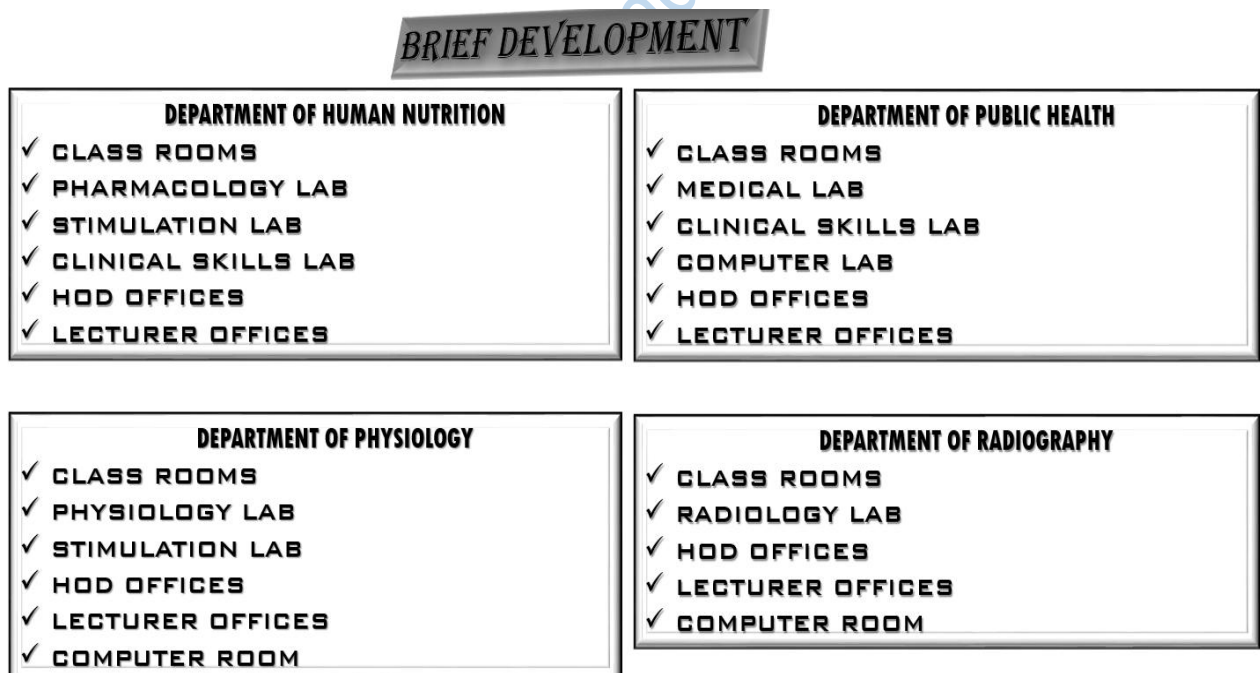 BRIEF DEVELOPMENT
DEPARTMENT OF HUMAN NUTRITION
✓ CLASS ROOMS
✓ PHARMACOLOGY LAB
✓ STIMULATION LAB
✓ CLINICAL SKILLS LAB
✓ HOD OFFICES
✓ LECTURER OFFICES
DEPARTMENT OF PUBLIC HEALTH
✓ CLASS ROOMS
✓ MEDICAL LAB
✓ CLINICAL SKILLS LAB
✓ COMPUTER LAB
✓ HOD OFFICES
✓ LECTURER OFFICES
DEPARTMENT OF PHYSIOLOGY
✓ CLASS ROOMS
✓ PHYSIOLOGY LAB
✓ STIMULATION LAB
✓ HOD OFFICES
✓ LECTURER OFFICES
✓ COMPUTER ROOM
DEPARTMENT OF RADIOGRAPHY
✓ CLASS ROOMS
✓ RADIOLOGY LAB
✓ HOD OFFICES
✓ LECTURER OFFICES
✓ COMPUTER ROOM